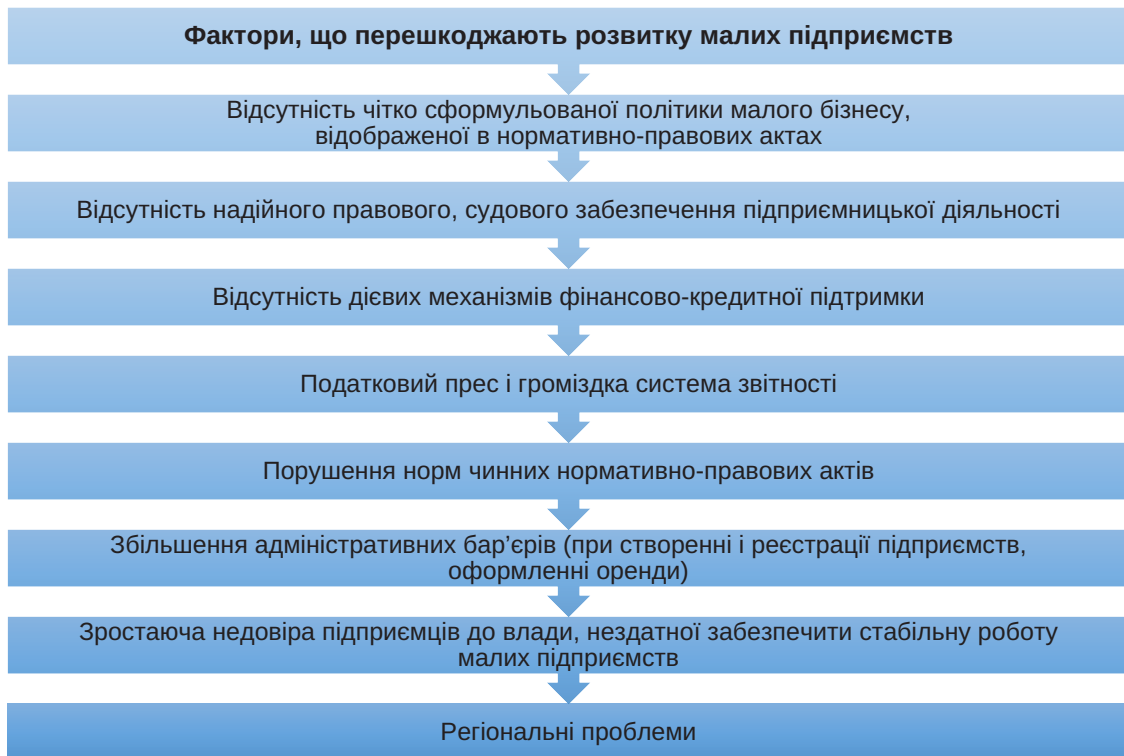 Фактори, що перешкоджають розвитку малих підприємств
Відсутність чітко сформульованої політики малого бізнесу,
відображеної в нормативно-правових актах
Відсутність надійного правового, судового забезпечення підприємницької діяльності
Відсутність дієвих механізмів фінансово-кредитної підтримки
Податковий прес і громіздка система звітності
Порушення норм чинних нормативно-правових актів
Збільшення адміністративних бар’єрів (при створенні і реєстрації підприємств,
оформленні оренди)
Зростаюча недовіра підприємців до влади, нездатної забезпечити стабільну роботу
малих підприємств
Регіональні проблеми